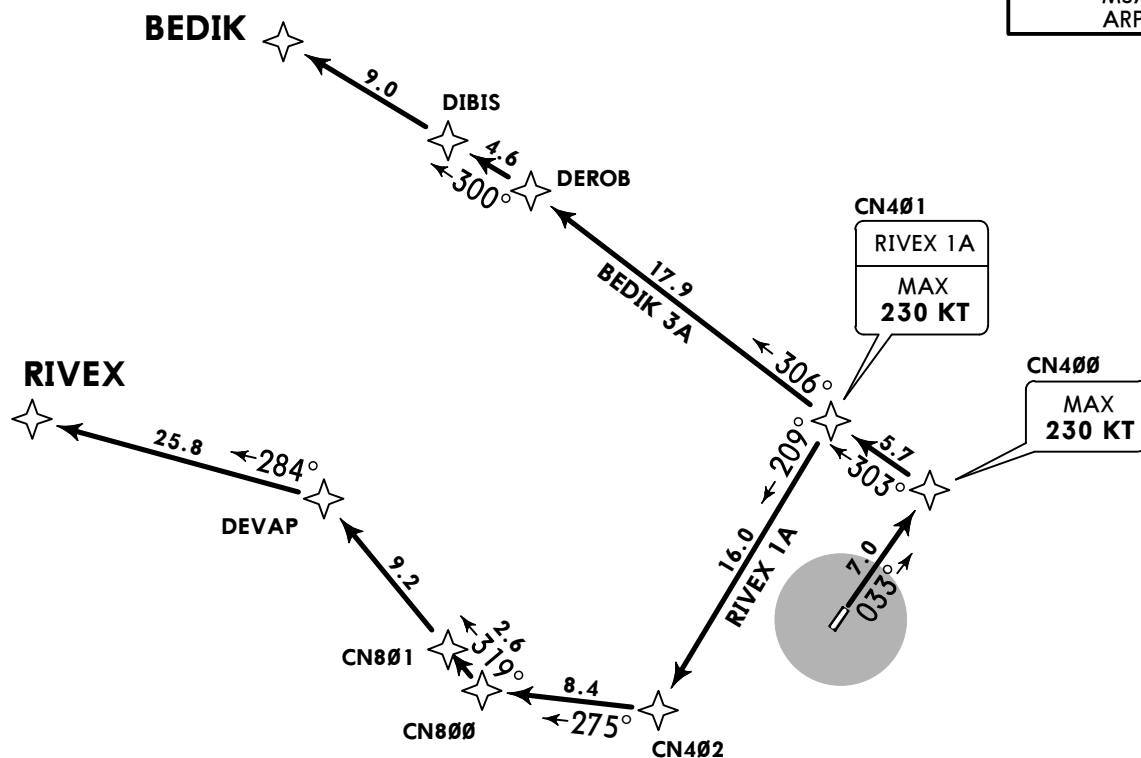 MSA
ARP
BEDIK
9.0
DIBIS
4.6
300°
DEROB
17.9
BEDIK 3A
306°
CN4Ø1
RIVEX 1A
MAX
230 KT
CN4ØØ
MAX
230 KT
5.7
303°
7.0
033°
209°
16.0
RIVEX 1A
RIVEX
25.8
284°
DEVAP
9.2
CN8Ø1
2.6
319°
CN8ØØ
8.4
275°
CN4Ø2